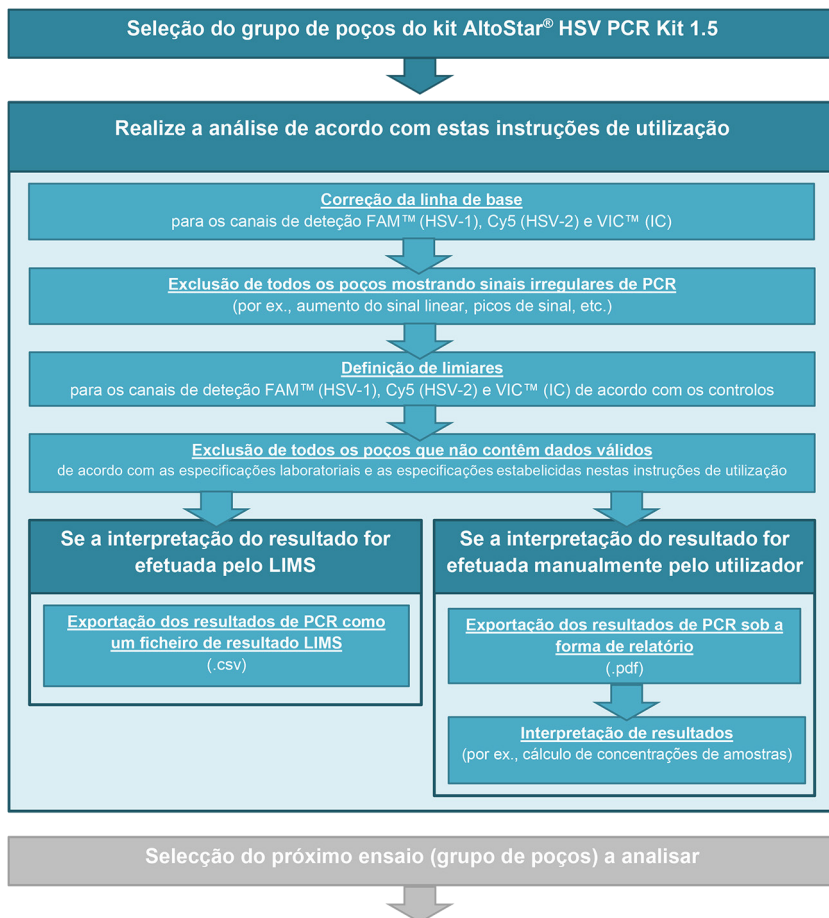 Seleção do grupo de poços do kit AltoStar® HSV PCR Kit 1.5
Realize a análise de acordo com estas instruções de utilização
Correção da linha de base
para os canais de deteção FAM™ (HSV-1), Cy5 (HSV-2) e VIC™ (IC)
Exclusão de todos os poços mostrando sinais irregulares de PCR
(por ex., aumento do sinal linear, picos de sinal, etc.)
Definição de limiares
para os canais de deteção FAM™ (HSV-1), Cy5 (HSV-2) e VIC™ (IC) de acordo com os controlos
Exclusão de todos os poços que não contêm dados válidos
de acordo com as especificações laboratoriais e as especificações estabelicidas nestas instruções de utilização
Se a interpretação do resultado for
efetuada pelo LIMS
Exportação dos resultados de PCR como
um ficheiro de resultado LIMS
(.csv)
Se a interpretação do resultado for
efetuada manualmente pelo utilizador
Exportação dos resultados de PCR sob a
forma de relatório
(.pdf)
Interpretação de resultados
(por ex., cálculo de concentrações de amostras)
Selecção do próximo ensaio (grupo de poços) a analisar